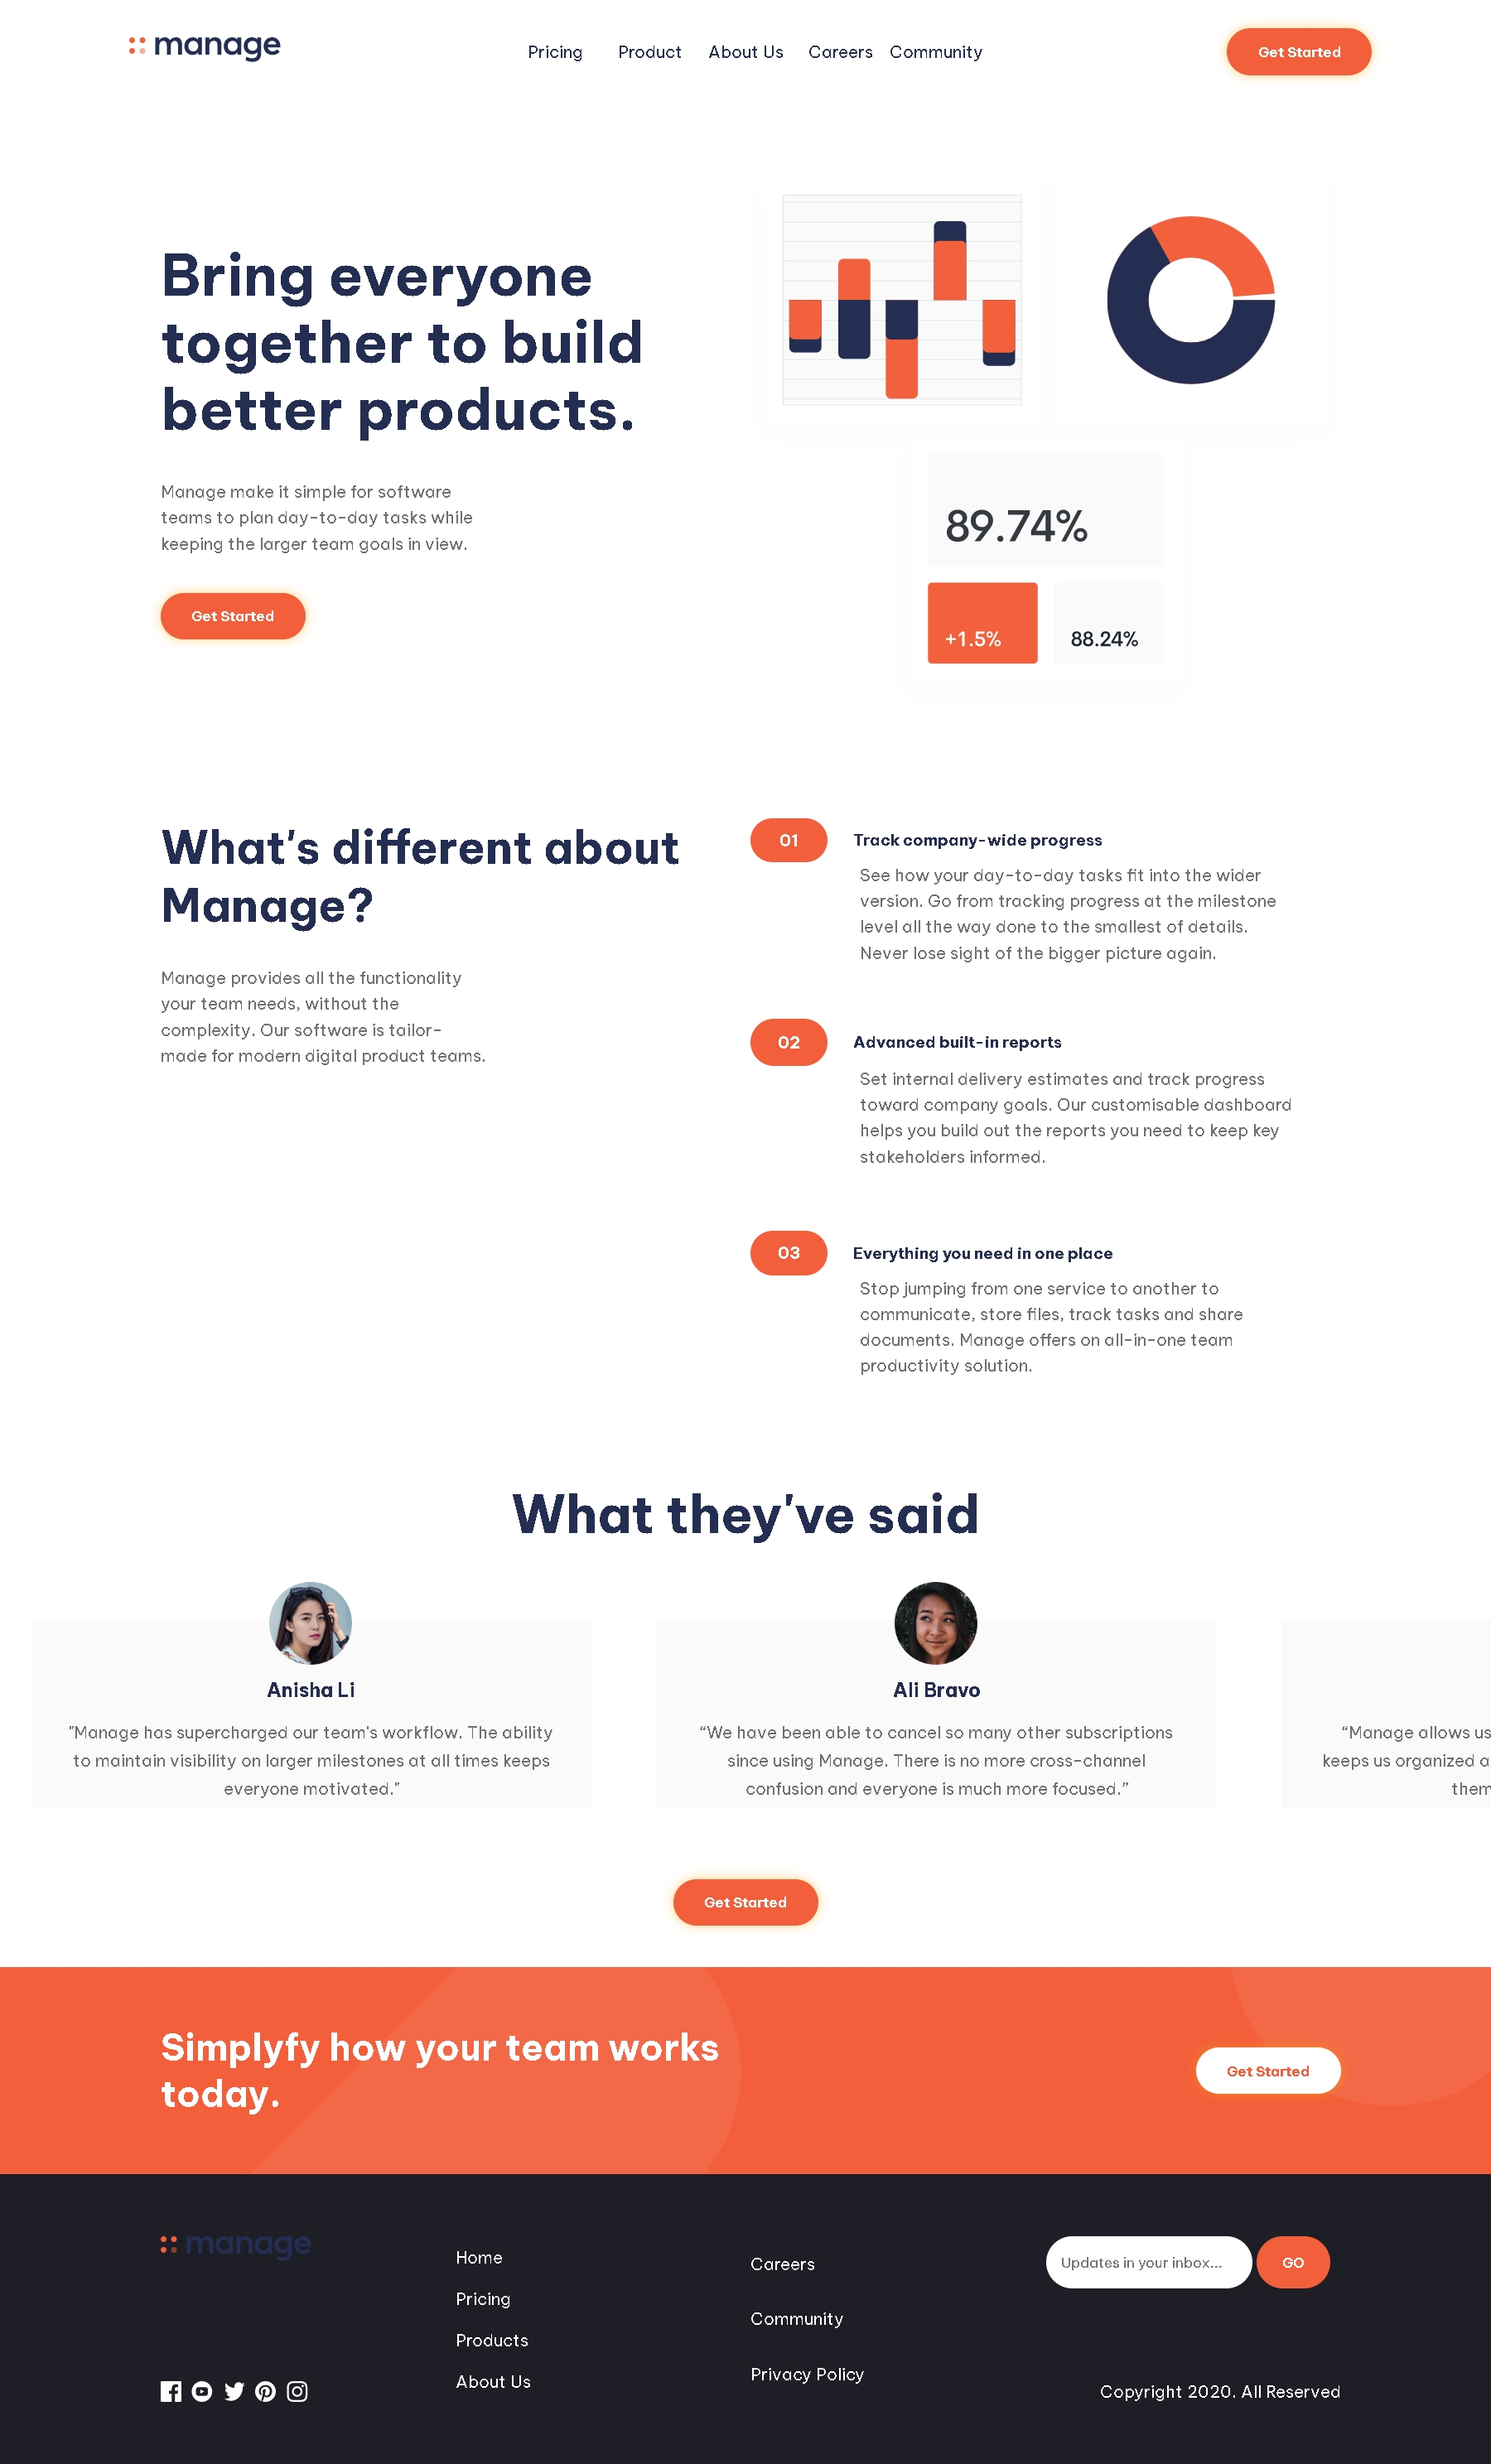 manage
Pricing Product About Us Careers Community
Get Started
Bring everyone
together to build
better products.
Manage make it simple for software
teams to plan day-to-day tasks while
keeping the larger team goals in view.
Get Started
89.74%
+1.5%
88.24%
What's different about
Manage?
Manage provides all the functionality
your team needs, without the
complexity. Our software is tailor-
made for modern digital product teams.
01 Track company-wide progress
See how your day-to-day tasks fit into the wider
version. Go from tracking progress at the milestone
level all the way done to the smallest of details.
Never lose sight of the bigger picture again.
02 Advanced built-in reports
Set internal delivery estimates and track progress
toward company goals. Our customisable dashboard
helps you build out the reports you need to keep key
stakeholders informed.
03 Everything you need in one place
Stop jumping from one service to another to
communicate, store files, track tasks and share
documents. Manage offers on all-in-one team
productivity solution.
What they've said
Anisha Li
"Manage has supercharged our team's workflow. The ability
to maintain visibility on larger milestones at all times keeps
everyone motivated."
Ali Bravo
“We have been able to cancel so many other subscriptions
since using Manage. There is no more cross-channel
confusion and everyone is much more focused.”
“Manage allows us
keeps us organized a
them
Get Started
Simplyfy how your team works
today.
Get Started
manage
Home
Pricing
Products
About Us
Careers
Community
Privacy Policy
Updates in your inbox...
GO
Copyright 2020. All Reserved